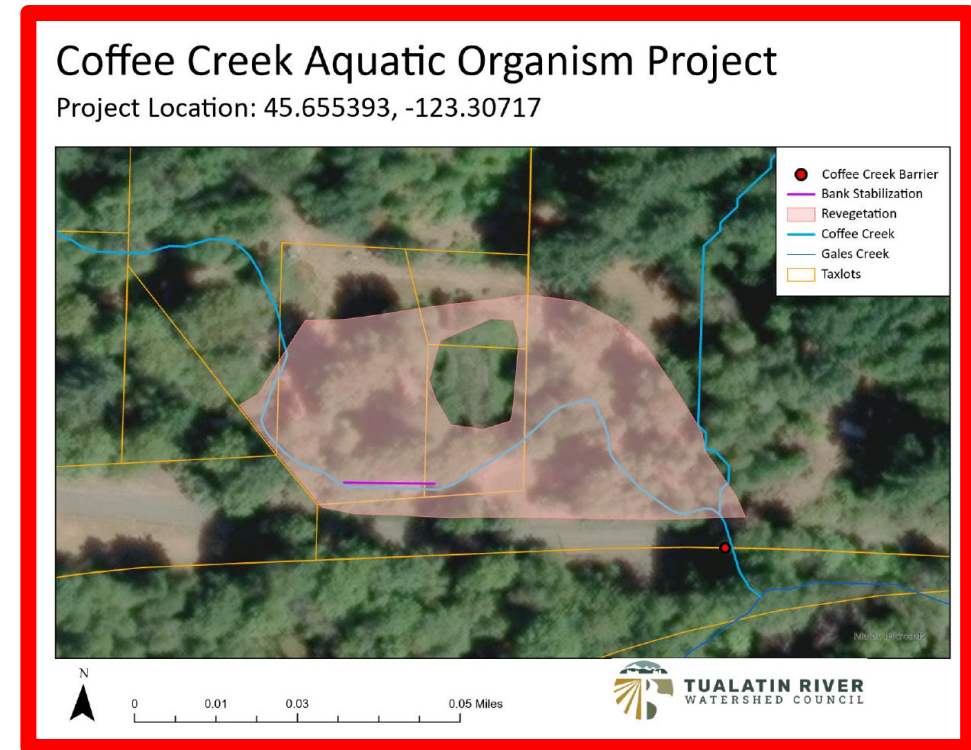 Coffee Creek Aquatic Organism Project
Project Location: 45.655393, -123.30717
Coffee Creek Barrier
Bank Stabilization
Revegetation
Coffee Creek
Gales Creek
Taxlots
N
0 0.01 0.03 0.05 Miles
TUALATIN RIVER
WATERSHED COUNCIL